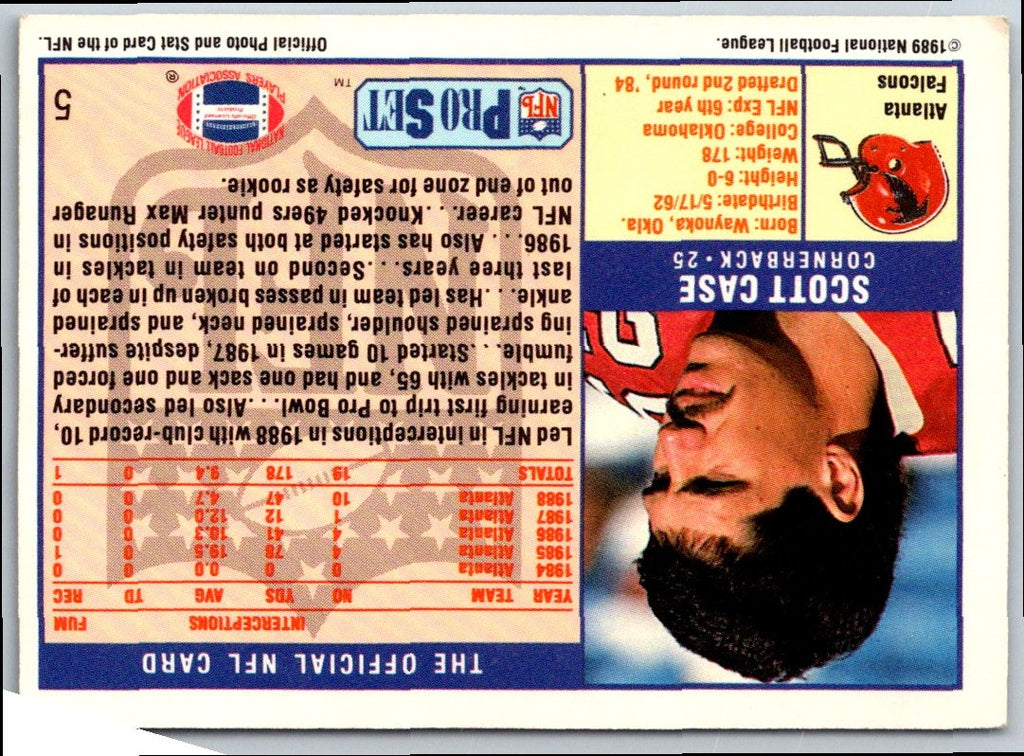 THE OFFICIAL NFL CARD
INTERCEPTIONS FUM
YEAR TEAM NO YDS AVG TD REC
1984 Atlanta 0 0 0.0 0 0
1985 Atlanta 4 78 19.5 0 1
1986 Atlanta 4 41 10.3 0 0
1987 Atlanta 1 12 12.0 0 0
1988 Atlanta 10 47 4.7 0 0
TOTALS 19 178 9.4 0 1
Led NFL in interceptions in 1988 with club-record 10,
earning first trip to Pro Bowl. . .Also led secondary
in tackles with 65, and had one sack and one forced
fumble. . .Started 10 games in 1987, despite suffer-
ing sprained shoulder, sprained neck, and sprained
ankle. . .Has led team in passes broken up in each of
last three years. . .Second on team in tackles in
1986. . .Also has started at both safety positions in
NFL career. . .Knocked 49ers punter Max Runager
out of end zone for safety as rookie.
SCOTT CASE
CORNERBACK • 25
Born: Waynoka, Okla.
Birthdate: 5/17/62
Height: 6-0
Weight: 178
College: Oklahoma
NFL Exp: 6th year
Drafted 2nd round, '84
Atlanta
Falcons
NFL PRO SET ™
NATIONAL FOOTBALL LEAGUE
Officially Licensed
Products
PLAYERS ASSOCIATION
®
5
©1989 National Football League.
Official Photo and Stat Card of the NFL.